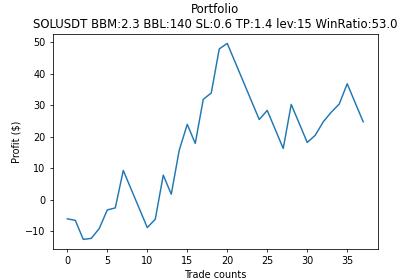 Portfolio
SOLUSDT BBM:2.3 BBL:140 SL:0.6 TP:1.4 lev:15 WinRatio:53.0
50
40
30
20
10
0
−10
Profit ($)
0 5 10 15 20 25 30 35
Trade counts